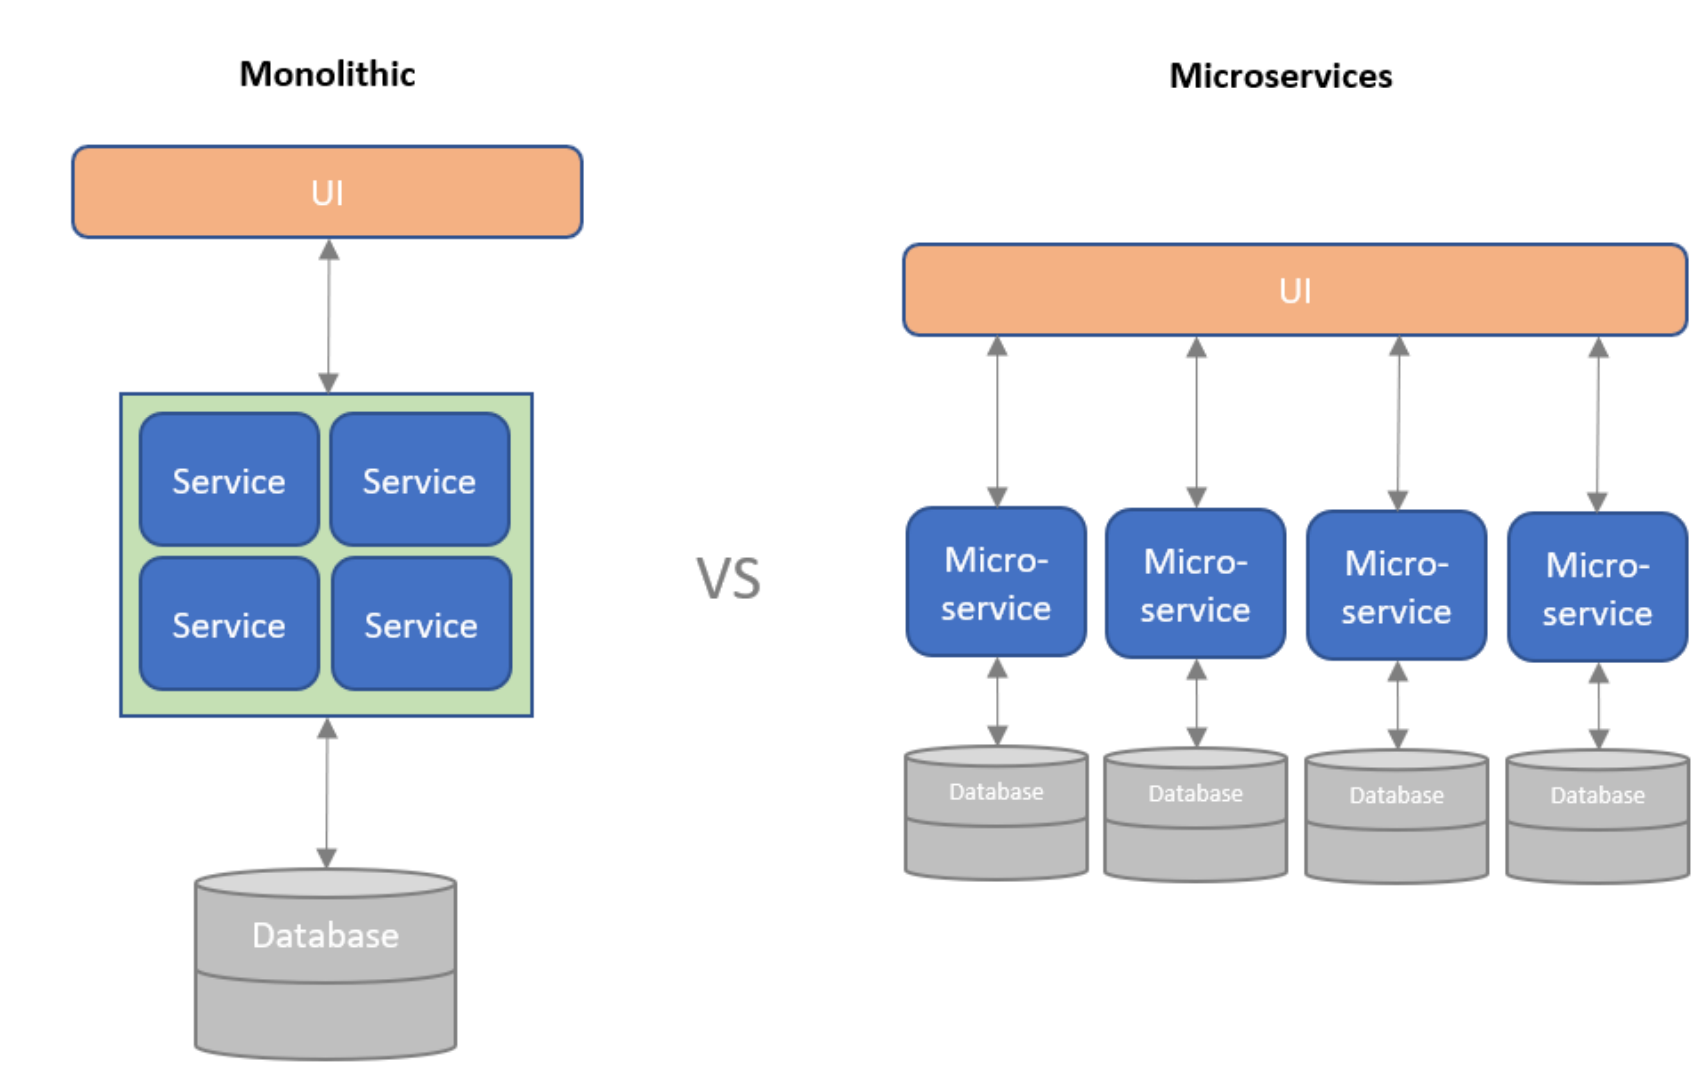 Monolithic
UI
Service
Service
Service
Service
Database
VS
Microservices
UI
Micro-
service
Micro-
service
Micro-
service
Micro-
service
Database
Database
Database
Database